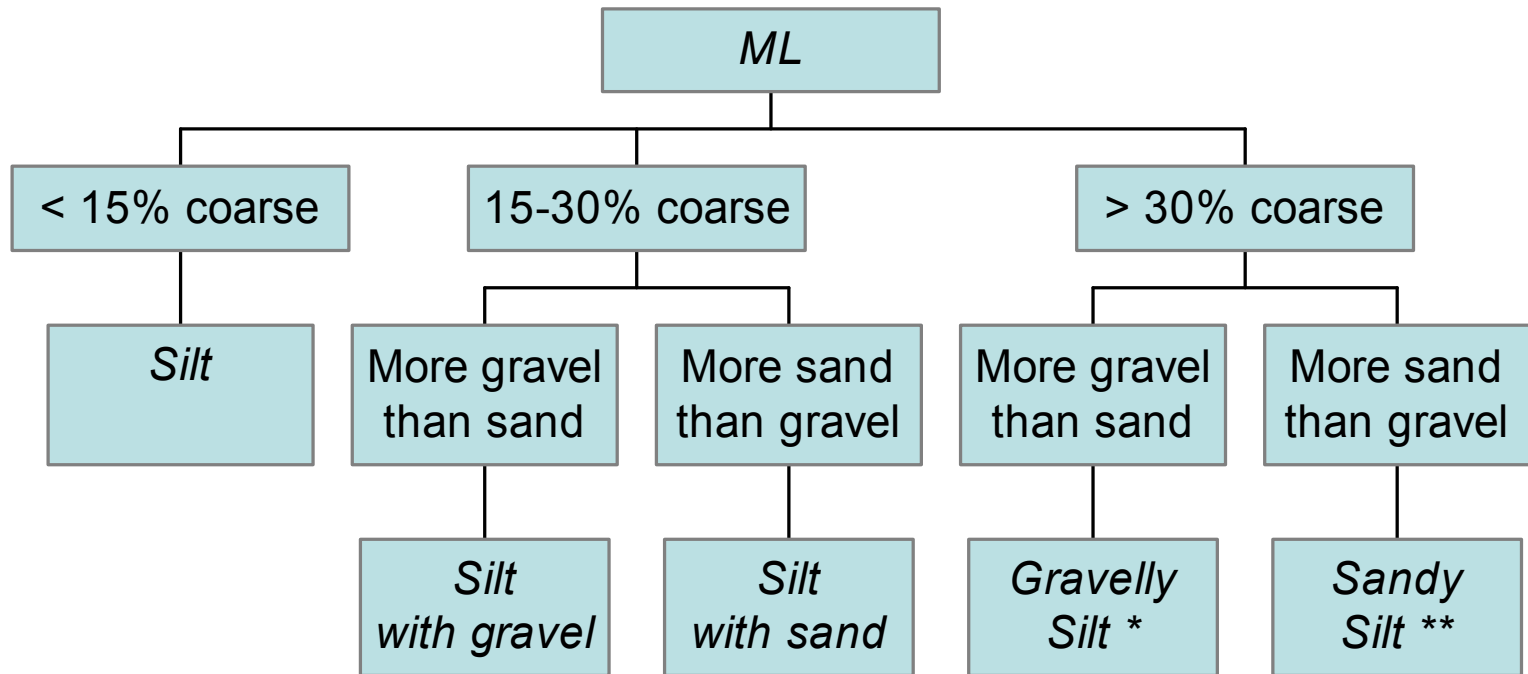 ML
< 15% coarse
15-30% coarse
> 30% coarse
Silt
More gravel
than sand
More sand
than gravel
More gravel
than sand
More sand
than gravel
Silt
with gravel
Silt
with sand
Gravelly
Silt *
Sandy
Silt **